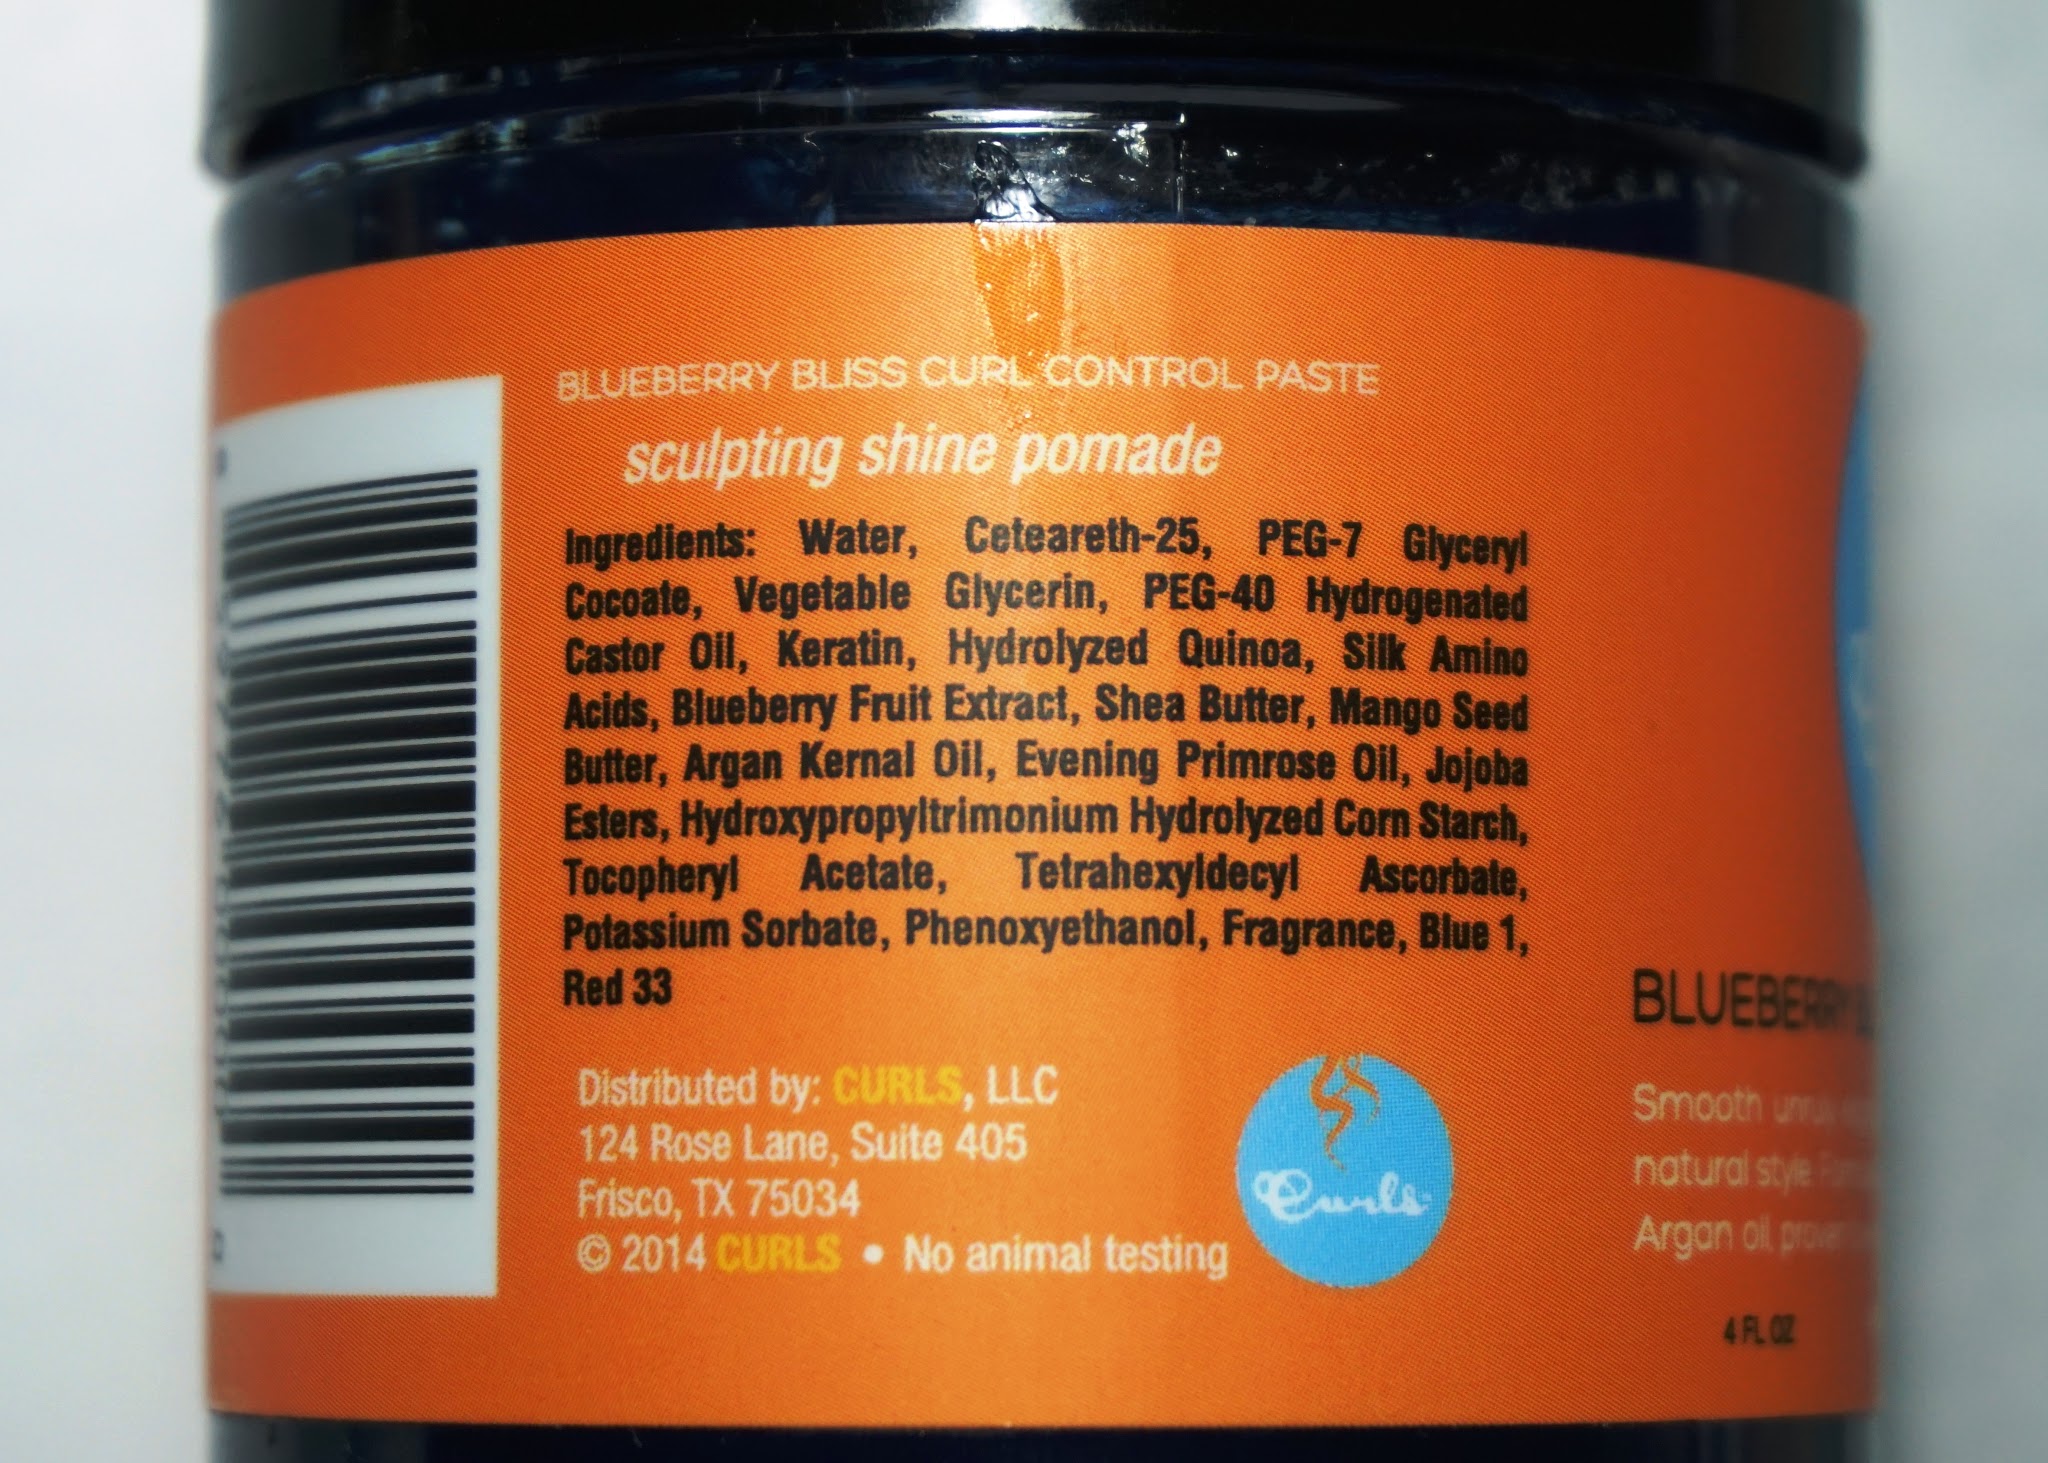 BLUEBERRY BLISS CURL CONTROL PASTE
sculpting shine pomade
Ingredients: Water, Ceteareth-25, PEG-7 Glyceryl
Cocoate, Vegetable Glycerin, PEG-40 Hydrogenated
Castor Oil, Keratin, Hydrolyzed Quinoa, Silk Amino
Acids, Blueberry Fruit Extract, Shea Butter, Mango Seed
Butter, Argan Kernal Oil, Evening Primrose Oil, Jojoba
Esters, Hydroxypropyltrimonium Hydrolyzed Corn Starch,
Tocopheryl Acetate, Tetrahexyldecyl Ascorbate,
Potassium Sorbate, Phenoxyethanol, Fragrance, Blue 1,
Red 33
Distributed by: CURLS, LLC
124 Rose Lane, Suite 405
Frisco, TX 75034
© 2014 CURLS • No animal testing
Curls
BLUEBERRY
Smooth
natural style
Argan oil,
4 FL OZ